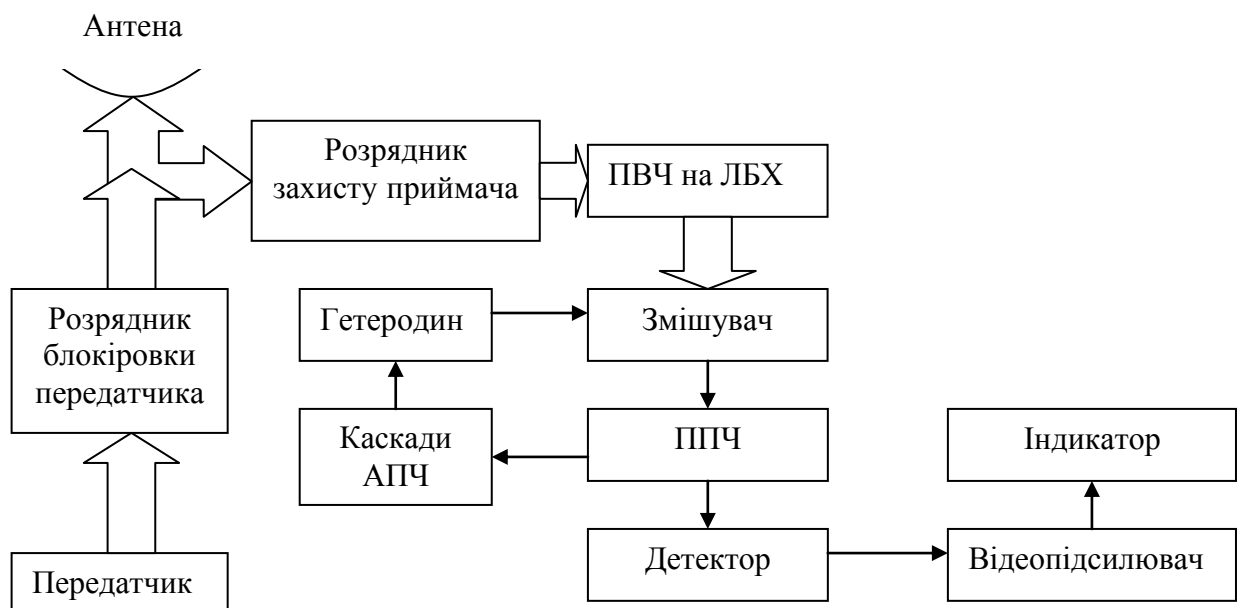 Антена
Розрядник
захисту приймача
ПВЧ на ЛБХ
Розрядник
блокіровки
передатчика
Гетеродин
Змішувач
Каскади
АПЧ
ППЧ
Індикатор
Передатчик
Детектор
Відеопідсилювач